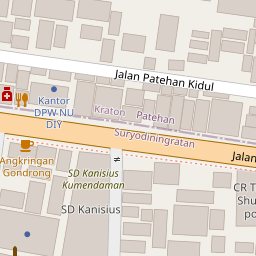 Jalan Patehan Kidul
Kantor
DPW-NU
DIY
Kraton
Patehan
Suryodiningratan
Jalan
Angkringan
Gondrong
SD Kanisius
Kumendaman
SD Kanisius
CR T
Shu
po